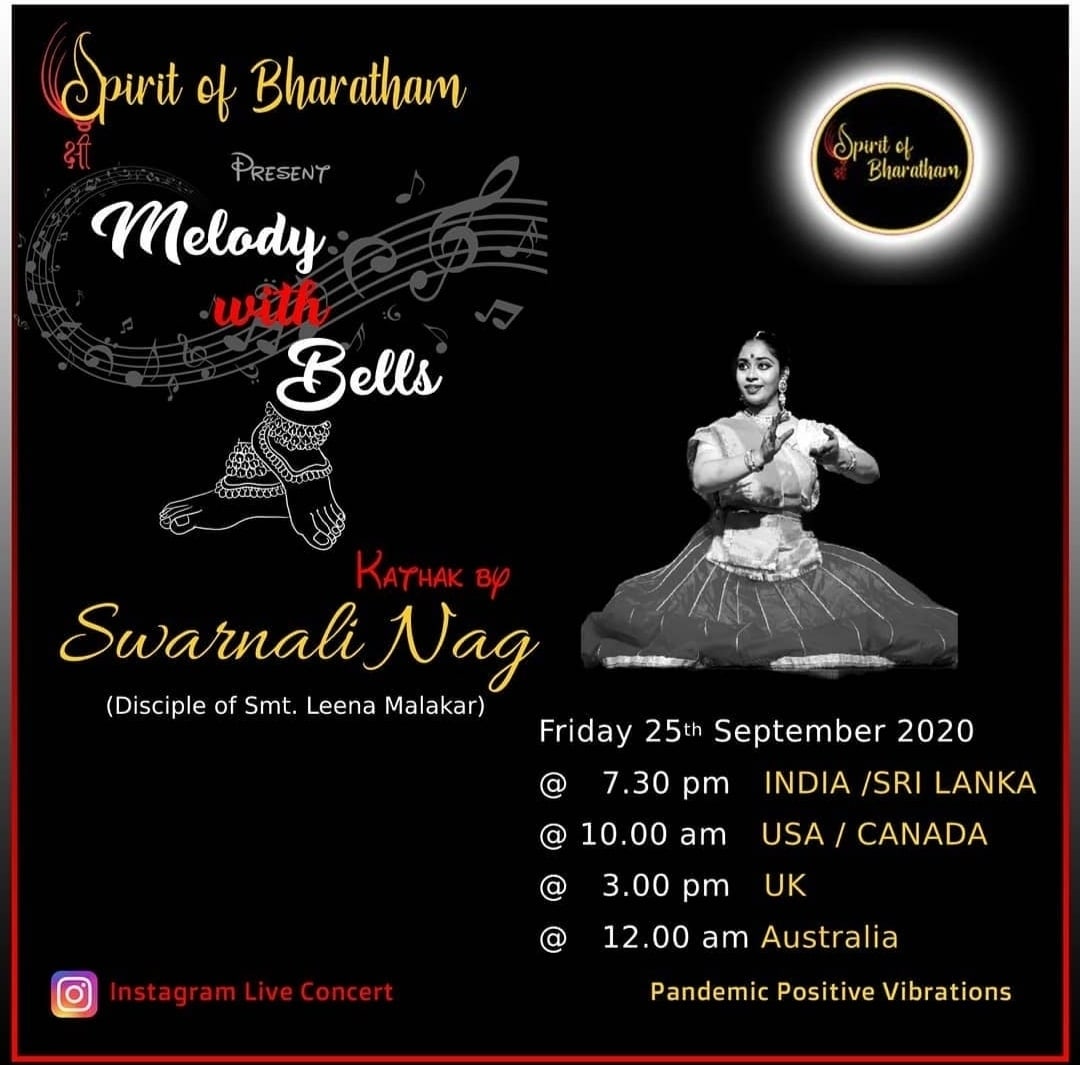 Spirit of Bharatham
श्री
PRESENT
Melody
with
Bells
KATHAK BY
Swarnali Nag
(Disciple of Smt. Leena Malakar)
Spirit of
Bharatham
Friday 25th September 2020
@ 7.30 pm INDIA /SRI LANKA
@ 10.00 am USA / CANADA
@ 3.00 pm UK
@ 12.00 am Australia
Instagram Live Concert
Pandemic Positive Vibrations